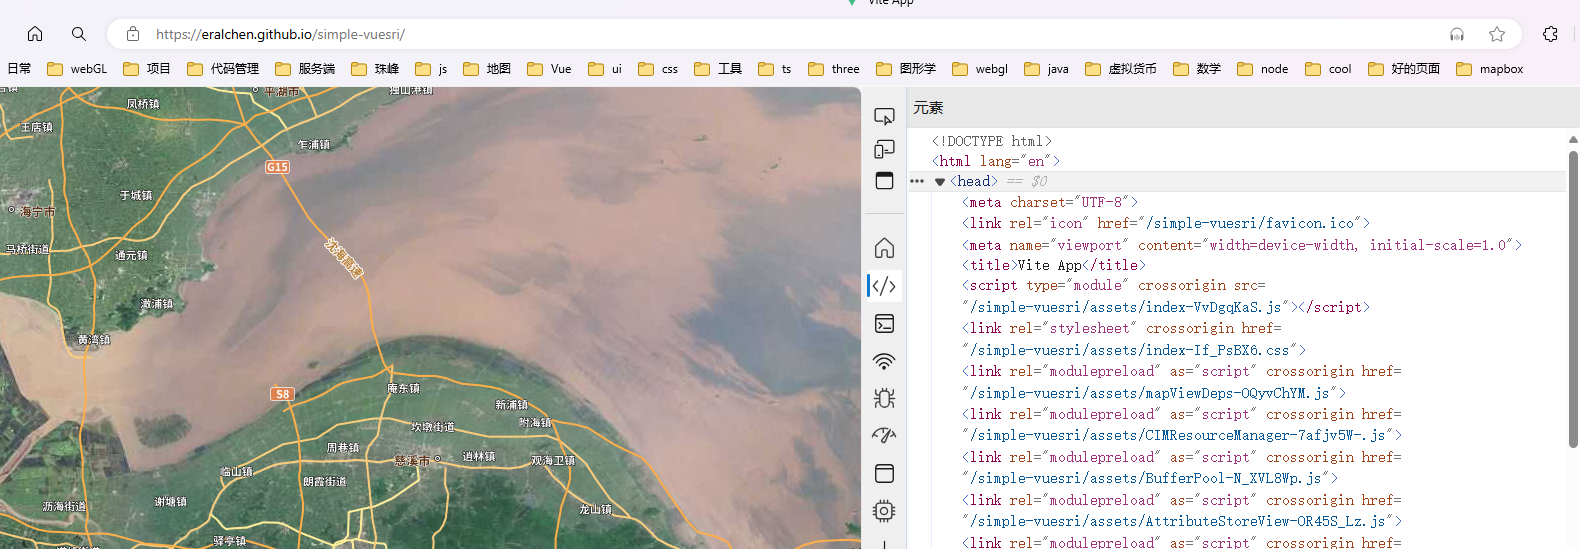 Vite App
https://eralchen.github.io/simple-vuesri/
日常 webGL 项目 代码管理 服务端 珠峰 js 地图 Vue ui css 工具 ts three 图形学 webgl java 虚拟货币 数学 node cool 好的页面 mapbox
元素
<!DOCTYPE html>
<html lang="en">
••• ▼<head> == $0
<meta charset="UTF-8">
<link rel="icon" href="/simple-vuesri/favicon.ico">
<meta name="viewport" content="width=device-width, initial-scale=1.0">
<title>Vite App</title>
<script type="module" crossorigin src=
"/simple-vuesri/assets/index-VvDgqKaS.js"></script>
<link rel="stylesheet" crossorigin href=
"/simple-vuesri/assets/index-If_PsBX6.css">
<link rel="modulepreload" as="script" crossorigin href=
"/simple-vuesri/assets/mapViewDeps-OQyvChYM.js">
<link rel="modulepreload" as="script" crossorigin href=
"/simple-vuesri/assets/CIMResourceManager-7afjv5W-.js">
<link rel="modulepreload" as="script" crossorigin href=
"/simple-vuesri/assets/BufferPool-N_XVL8Wp.js">
<link rel="modulepreload" as="script" crossorigin href=
"/simple-vuesri/assets/AttributeStoreView-OR45S_Lz.js">
<link rel="modulepreload" as="script" crossorigin href=
平湖市
独山港镇
凤桥镇
王店镇
乍浦镇
G15
于城镇
海宁市
马桥街道
通元镇
沈海高速
澉浦镇
黄湾镇
S8
庵东镇
新浦镇
附海镇
坎墩街道
周巷镇
慈溪市
逍林镇
观海卫镇
临山镇
朗霞街道
谢塘镇
沥海街道
龙山镇
驿亭镇